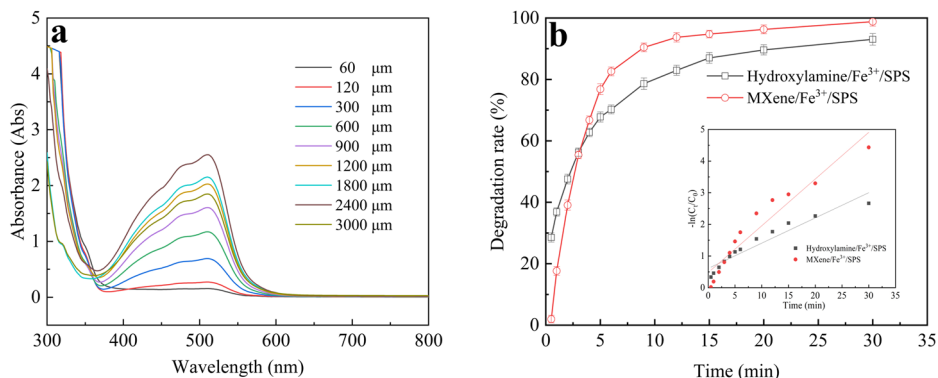 a
5
4
3
2
1
0
300 400 500 600 700 800
Wavelength (nm)
Absorbance (Abs)
60 μm
120 μm
300 μm
600 μm
900 μm
1200 μm
1800 μm
2400 μm
3000 μm
b
100
80
60
40
20
0
0 5 10 15 20 25 30 35
Time (min)
Degradation rate (%)
Hydroxylamine/Fe³⁺/SPS
MXene/Fe³⁺/SPS
5
4
3
2
1
0
0 5 10 15 20 25 30 35
Time (min)
-ln(Cₜ/C₀)
Hydroxylamine/Fe³⁺/SPS
MXene/Fe³⁺/SPS